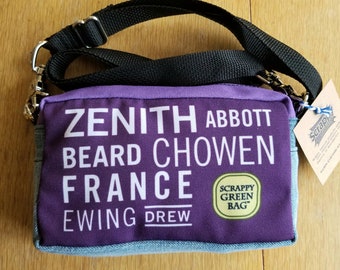 ZENITH ABBOTT
BEARD CHOWEN
FRANCE
EWING DREW
SCRAPPY
GREEN
BAG